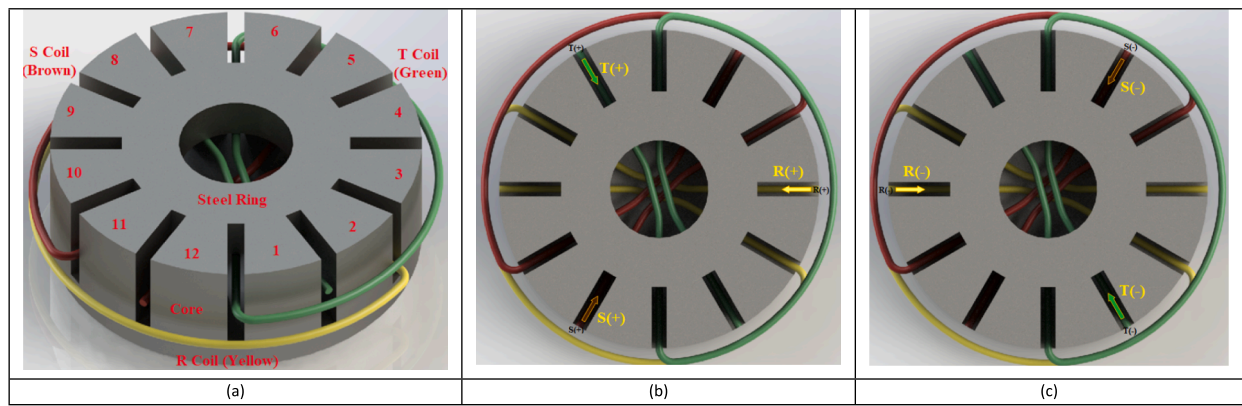 7
6
S Coil
(Brown)
8
5
T Coil
(Green)
9
4
10
3
Steel Ring
11
2
12
1
Core
R Coil (Yellow)
(a)
T(+)
T(+)
R(+)
R(+)
S(+)
S(+)
(b)
S(-)
S(-)
R(-)
R(-)
T(-)
T(-)
(c)